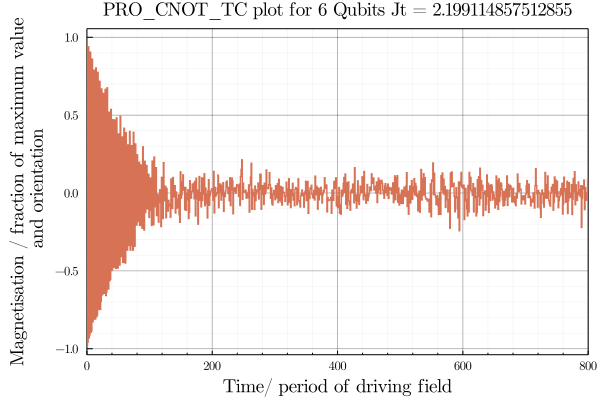 PRO_CNOT_TC plot for 6 Qubits Jt = 2.199114857512855
Magnetisation / fraction of maximum value
and orientation
1.0
0.5
0.0
−0.5
−1.0
0 200 400 600 800
Time/ period of driving field